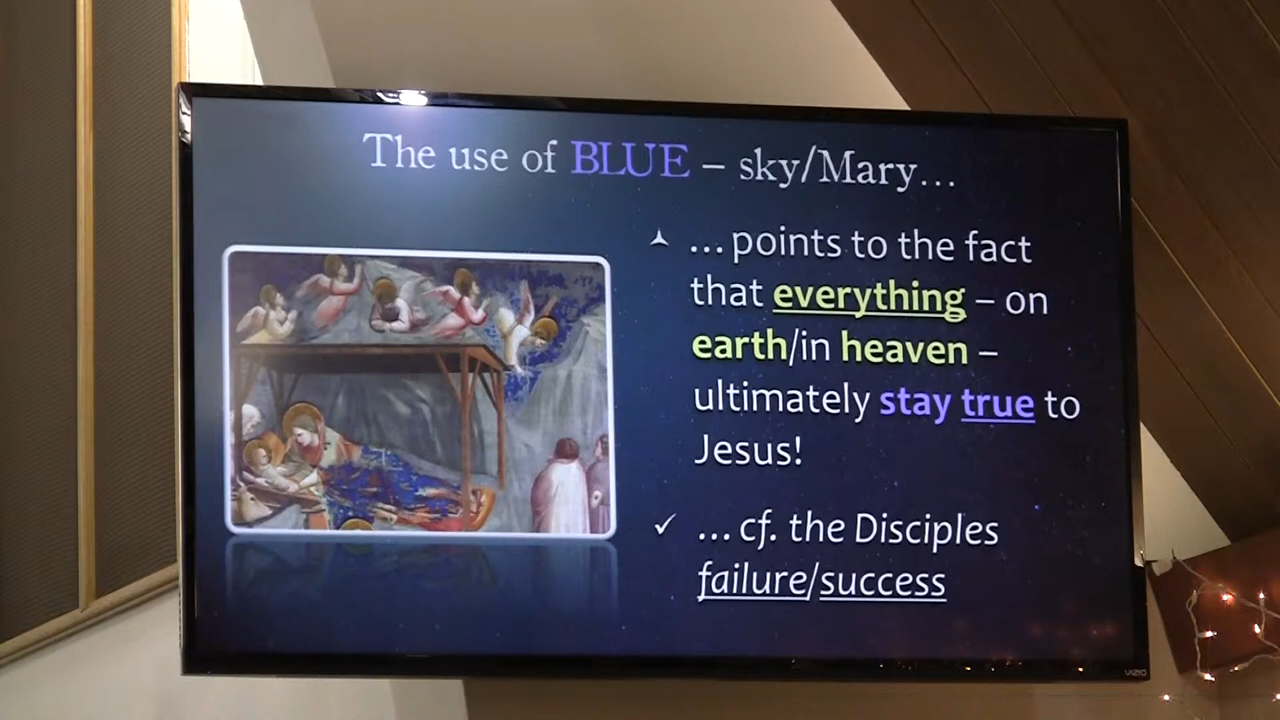 The use of BLUE – sky/Mary...
... points to the fact
that everything – on
earth/in heaven –
ultimately stay true to
Jesus!
... cf. the Disciples
failure/success
VIZIO